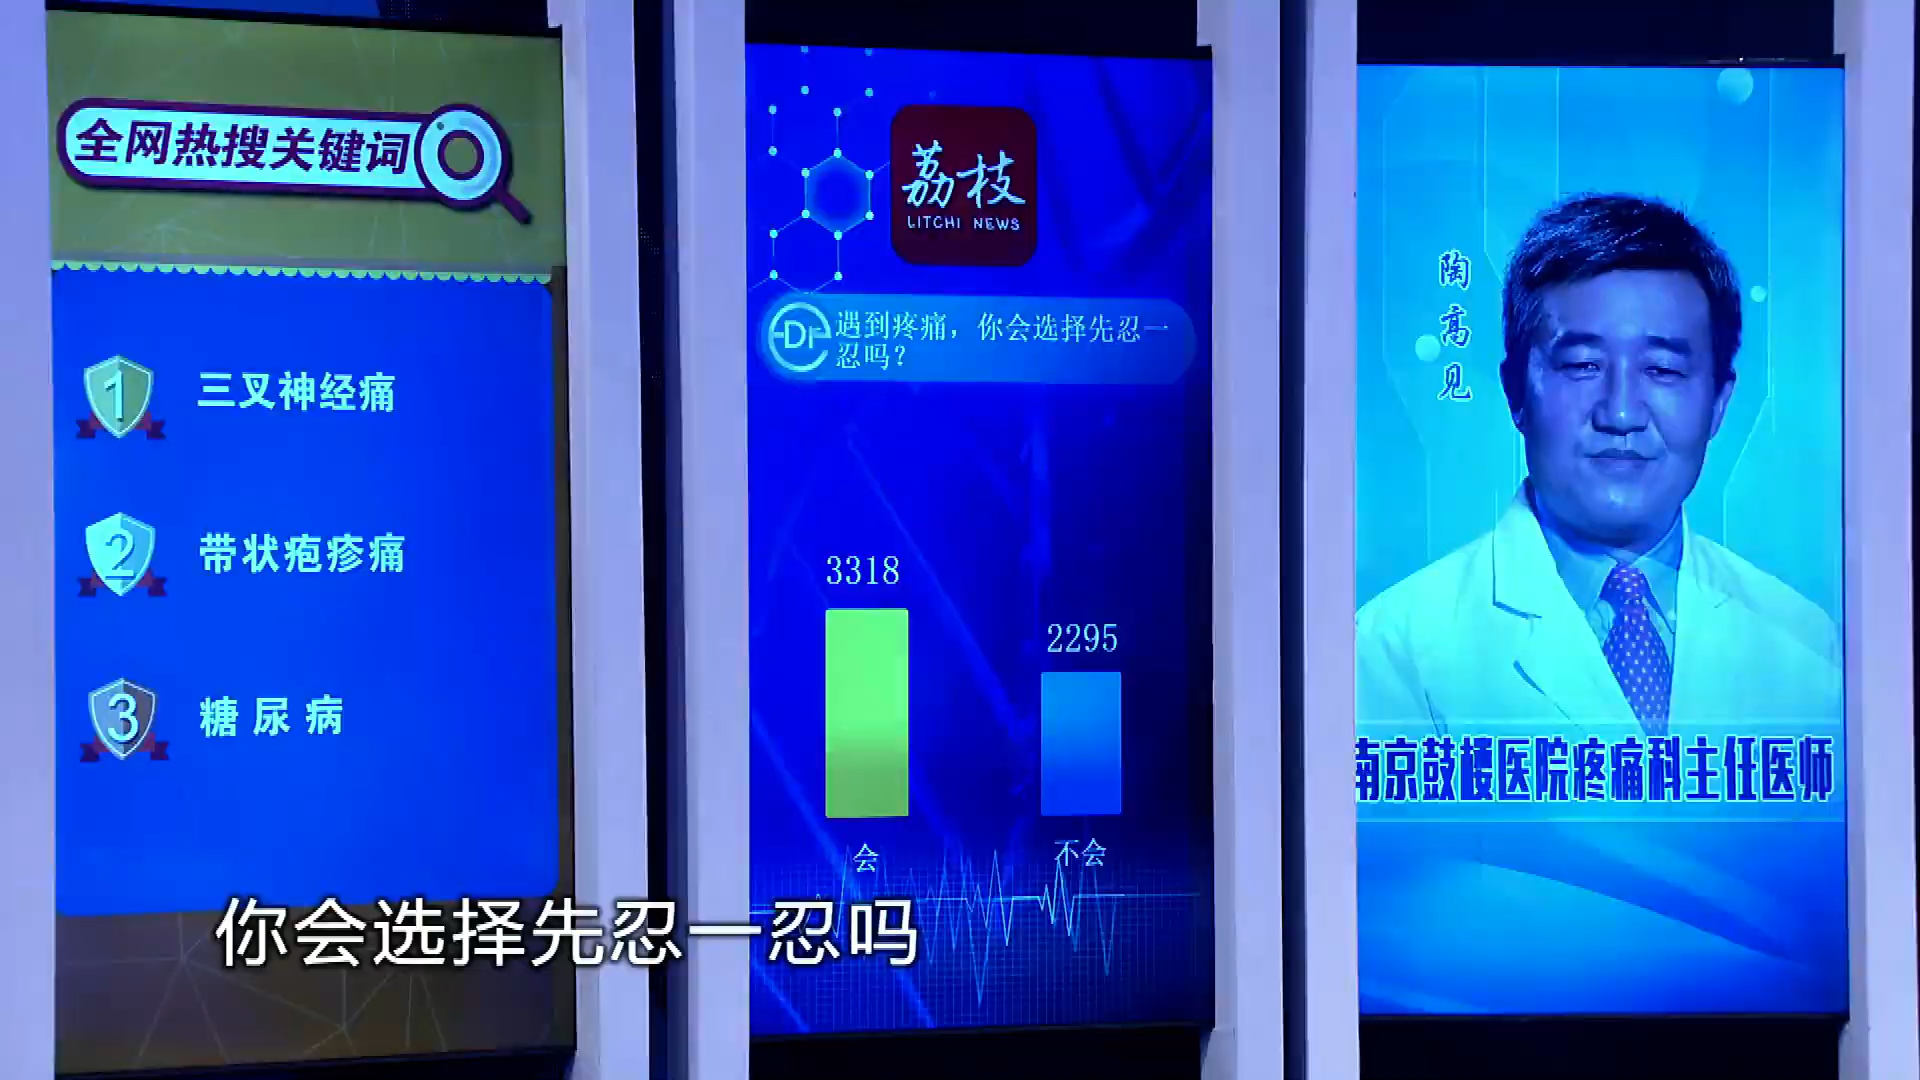 全网热搜关键词
1 三叉神经痛
2 带状疱疹痛
3 糖尿病
荔枝
LITCHI NEWS
Dr
遇到疼痛，你会选择先忍一
忍吗？
3318
2295
会
不会
陶高见
南京鼓楼医院疼痛科主任医师
你会选择先忍一忍吗